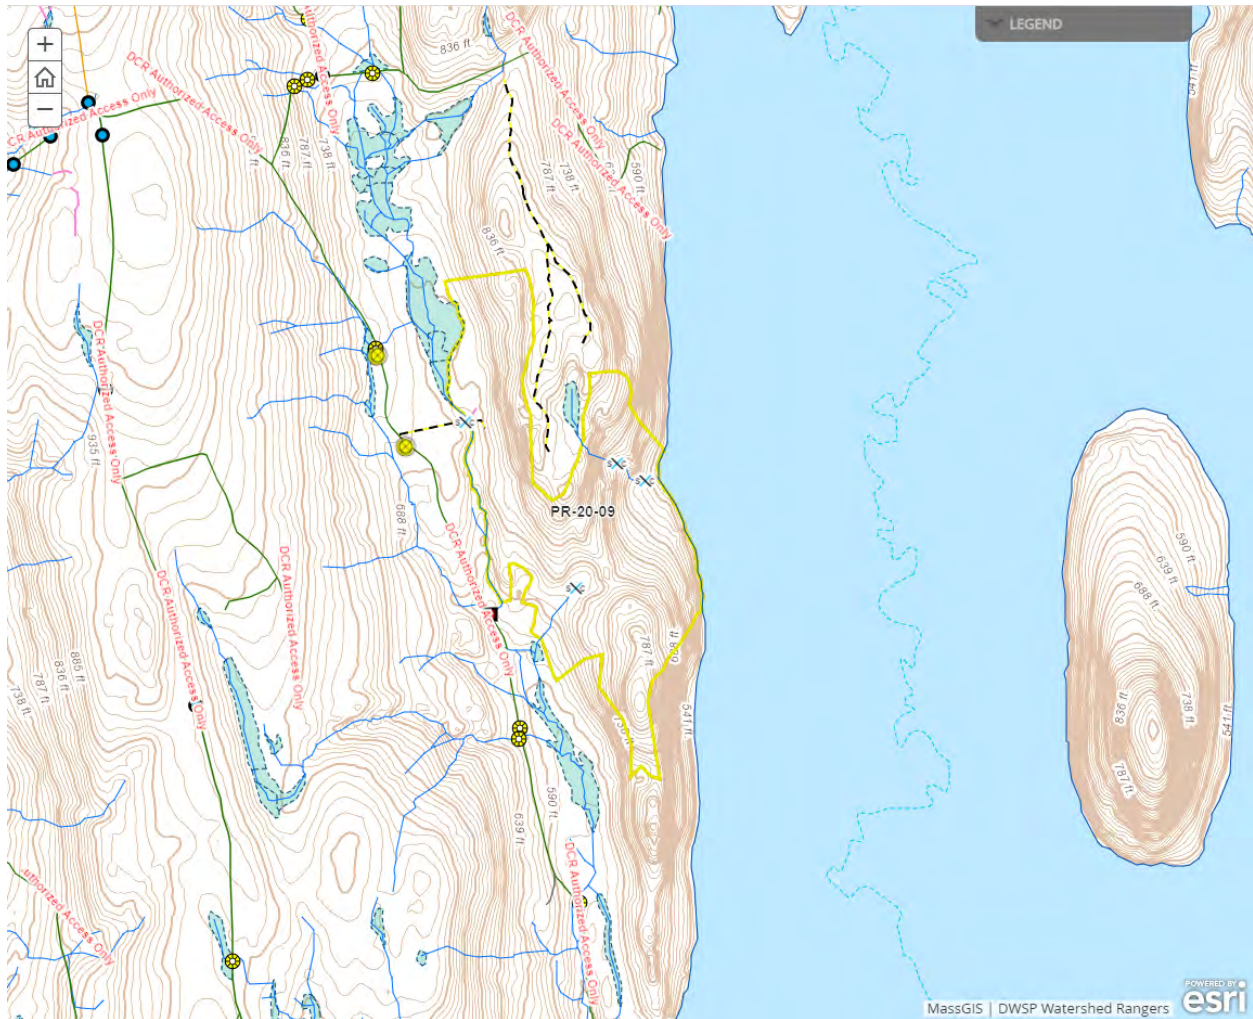 LEGEND
+
−
836 ft
541 ft
DCR Authorized Access Only
DCR Authorized Access Only
DCR Authorized Access Only
DCR Authorized Access Only
DCR Authorized Access Only
836 ft
787 ft
738 ft
787 ft
738 ft
590 ft
836 ft
DCR Authorized Access Only
935 ft
S C
S C
S C
PR-20-09
688 ft
DCR Authorized Access Only
DCR Authorized Access Only
DCR Authorized Access Only
S C
590 ft
639 ft
688 ft
787 ft
885 ft
836 ft
787 ft
738 ft
541 ft
836 ft
738 ft
541 ft
787 ft
590 ft
639 ft
DCR Authorized Access Only
Authorized Access Only
POWERED BY
esri
MassGIS | DWSP Watershed Rangers